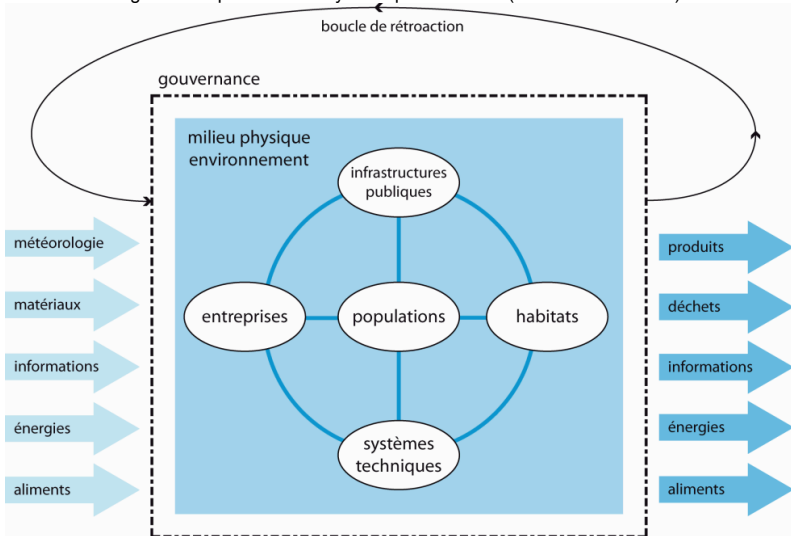 boucle de rétroaction
gouvernance
milieu physique
environnement
infrastructures
publiques
entreprises
populations
habitats
systèmes
techniques
météorologie
matériaux
informations
énergies
aliments
produits
déchets
informations
énergies
aliments